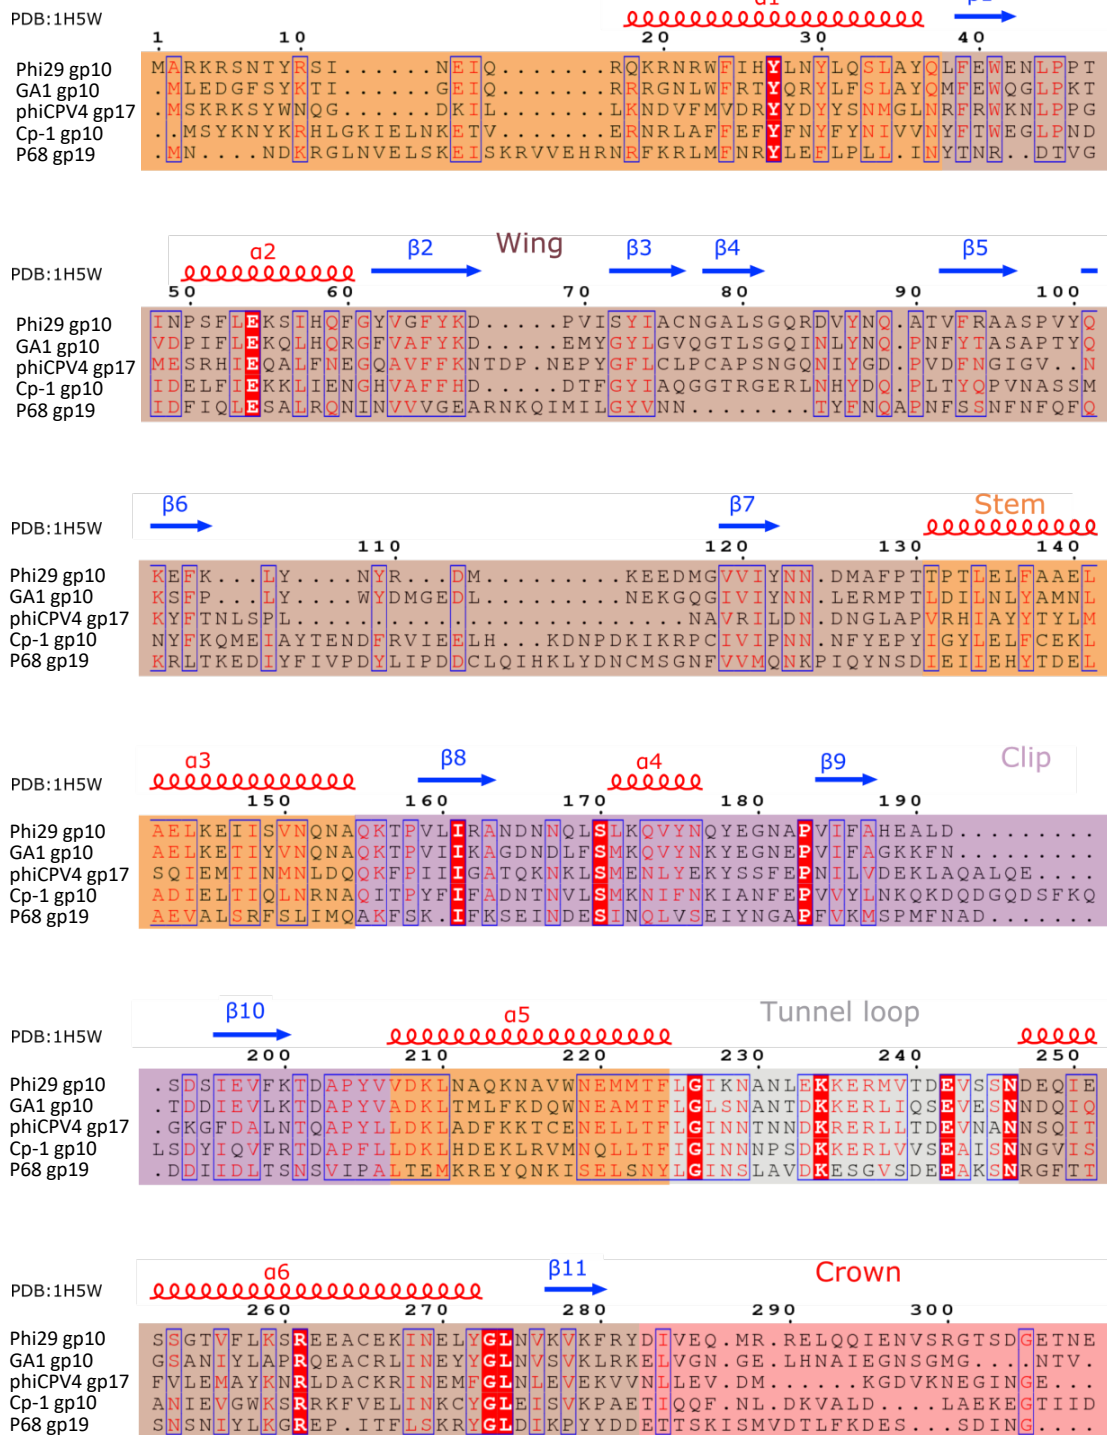 α1
β1
PDB:1H5W
1 10 20 30 40
Phi29 gp10 MARKRSNTYRSI......NEIQ.......RQKRNRWFIHYLNYLQSLAYQLFEWENLPPT
GA1 gp10 .MLEDGFSYKTI......GEIQ.......RRRGNLWFRTYQRYLFSLAYQMFEWQGLPKT
phiCPV4 gp17 .MSKRKSYWNQG......DKIL.......LKNDVFMVDRYYDYYSNMGLNRFRWKNLPPG
Cp-1 gp10 ..MSYKNYKRHLGKIELNKETV.......ERNRLAFFEFYFNYFYNIVVNYFTWEGLPND
P68 gp19 .MN....NDKRGLNVELSKEISKRVVEHRNRFKRLMFNRYLEFLPLL.INYTNR..DTVG
α2 β2 Wing β3 β4 β5
PDB:1H5W
50 60 70 80 90 100
Phi29 gp10 INPSFLEKSIHQFGYVGFYKD.....PVISYIACNGALSGQRDVYNQ.ATVFRAASPVYQ
GA1 gp10 VDPIFLEKQLHQRGFVAFYKD.....EMYGYLGVQGTLSGQINLYNQ.PNFYTASAPTYQ
phiCPV4 gp17 MESRHIEQALFNEGQAVFFKNTDP.NEPYGFLCLPCAPSNGQNIYGD.PVDFNGIGV..N
Cp-1 gp10 IDELFIEKKLIENGHAVFFHD.....DTFGYIAQGGTRGERLNHYDQ.PLTYQPVNASSM
P68 gp19 IDFIQLESALRQNINVVVGEARNKQIMILGYVNN........TYFNQAPNFSSNFNFQFQ
β6 β7 Stem
PDB:1H5W
110 120 130 140
Phi29 gp10 KEFK...LY....NYR...DM.........KEEDMGVVIYNN.DMAFPTTPTLELFAAEL
GA1 gp10 KSFP...LY....WYDMGEDL.........NEKGQGIVIYNN.LERMPTLDILNLYAMNL
phiCPV4 gp17 KYFTNLSPL.........................NAVRILDN.DNGLAPVRHIAYYTYLM
Cp-1 gp10 NYFKQMEIAYTENDFRVIEELH...KDNPDKIKRPCIVIPNN.NFYEPYIGYLELFCEKL
P68 gp19 KRLTKEDIYFIVPDYLIPDDCLQIHKLYDNCMSGNFVVMQNKPIQYNSDIEIIEHYTDEL
α3 β8 α4 β9 Clip
PDB:1H5W
150 160 170 180 190
Phi29 gp10 AELKEIISVNQNAQKTPVLIRANDNNQLSLKQVYNQYEGNAPVIFAHEALD.........
GA1 gp10 AELKETIYVNQNAQKTPVIIKAGDNDLFSMKQVYNKYEGNEPVIFAGKKFN.........
phiCPV4 gp17 SQIEMTINMNLDQQKFPIIIGATQKNKLSMENLYEKYSSFEPNILVDEKLAQALQE....
Cp-1 gp10 ADIELTIQLNRNAQITPYFIFADNTNVLSMKNIFNKIANFEPVVYLNKQKDQDGQDSFKQ
P68 gp19 AEVALSRFSLIMQAKFSK.IFKSEINDESINQLVSEIYNGAPFVKMSPMFNAD.......
β10 α5 Tunnel loop
PDB:1H5W
200 210 220 230 240 250
Phi29 gp10 .SDSIEVFKTDAPYVVDKLNAQKNAVWNEMMTFLGIKNANLEKKERMVTDEVSSNDEQIE
GA1 gp10 .TDDIEVLKTDAPYVADKLTMLFKDQWNEAMTFLGLSNANTDKKERLIQSEVESNNDQIQ
phiCPV4 gp17 .GKGFDALNTQAPYLLDKLADFKKTCENELLTFLGINNTNNDKRERLLTDEVNANNSQIT
Cp-1 gp10 LSDYIQVFRTDAPFLLDKLHDEKLRVMNQLLTFIGINNNPSDKKERLVVSEAISNNGVIS
P68 gp19 .DDIIDLTSNSVIPALTEMKREYQNKISELSNYLGINSLAVDKESGVSDEEAKSNRGFTT
α6 β11 Crown
PDB:1H5W
260 270 280 290 300
Phi29 gp10 SSGTVFLKSREEACEKINELYGLNVKVKFRYDIVEQ.MR.RELQQIENVSRGTSDGETNE
GA1 gp10 GSANIYLAPRQEACRLINEYYGLNVSVKLRKELVGN.GE.LHNAIEGNSGMG....NTV.
phiCPV4 gp17 FVLEMAYKNRLDACKRINEMFGLNLEVEKVVNLLEV.DM......KGDVKNEGINGE...
Cp-1 gp10 ANIEVGWKSRRKFVELINKCYGLEISVKPAETIQQF.NL.DKVALD....LAEKEGTIID
P68 gp19 SNSNIYLKGREP.ITFLSKRYGLDIKPYYDDETTSKISMVDTLFKDES....SDING....